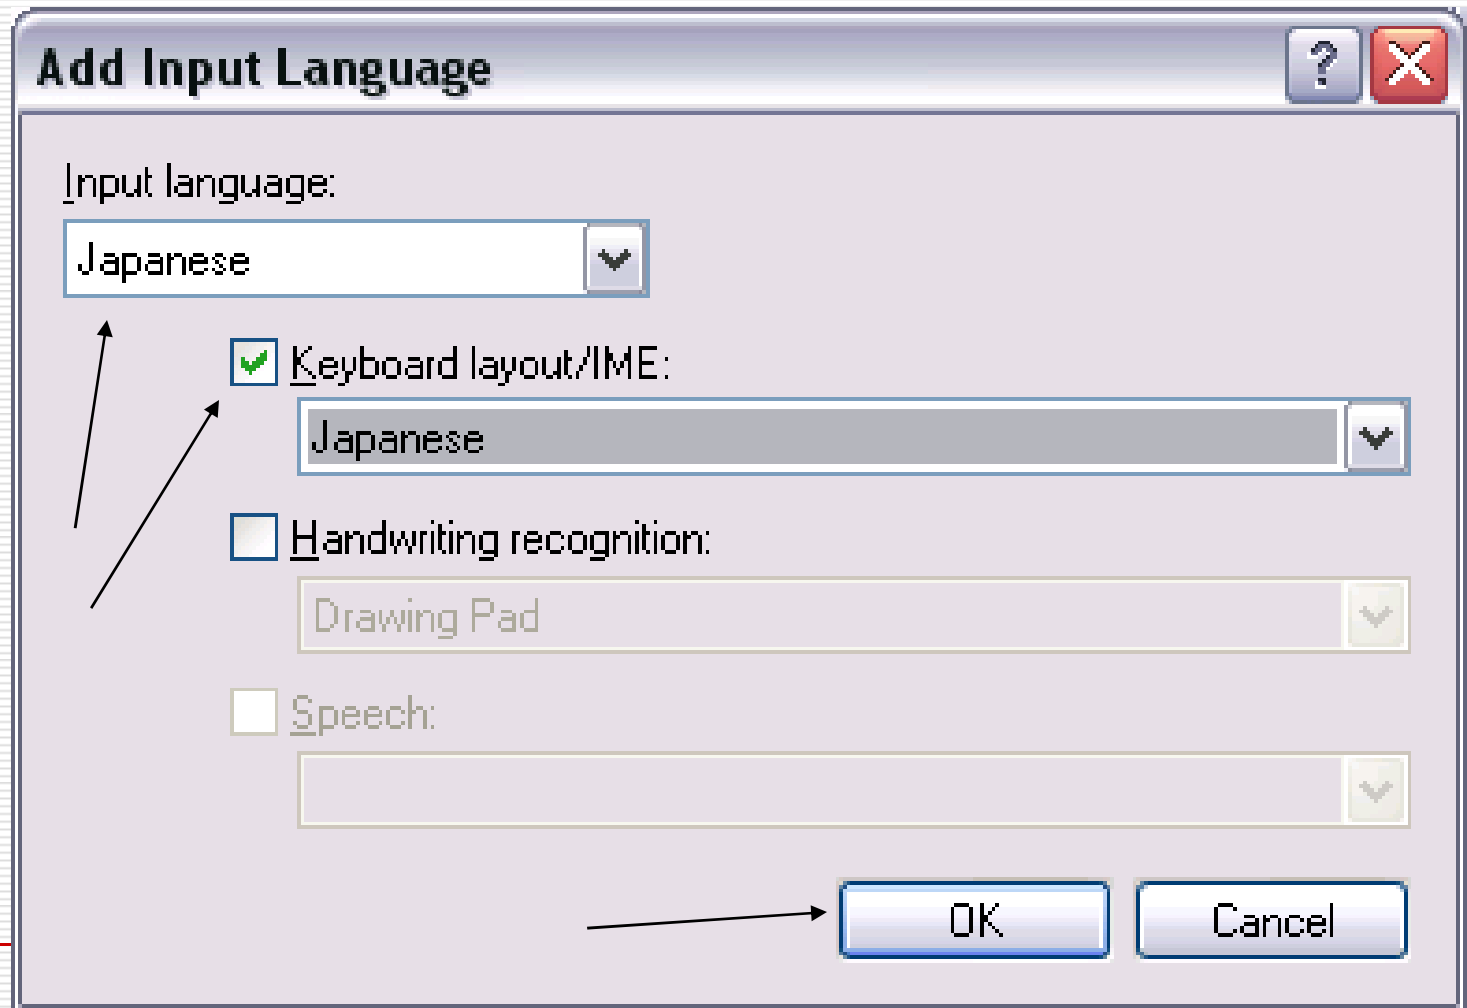 Add Input Language
?
Input language:
Japanese
Keyboard layout/IME:
Japanese
Handwriting recognition:
Drawing Pad
Speech:
OK
Cancel